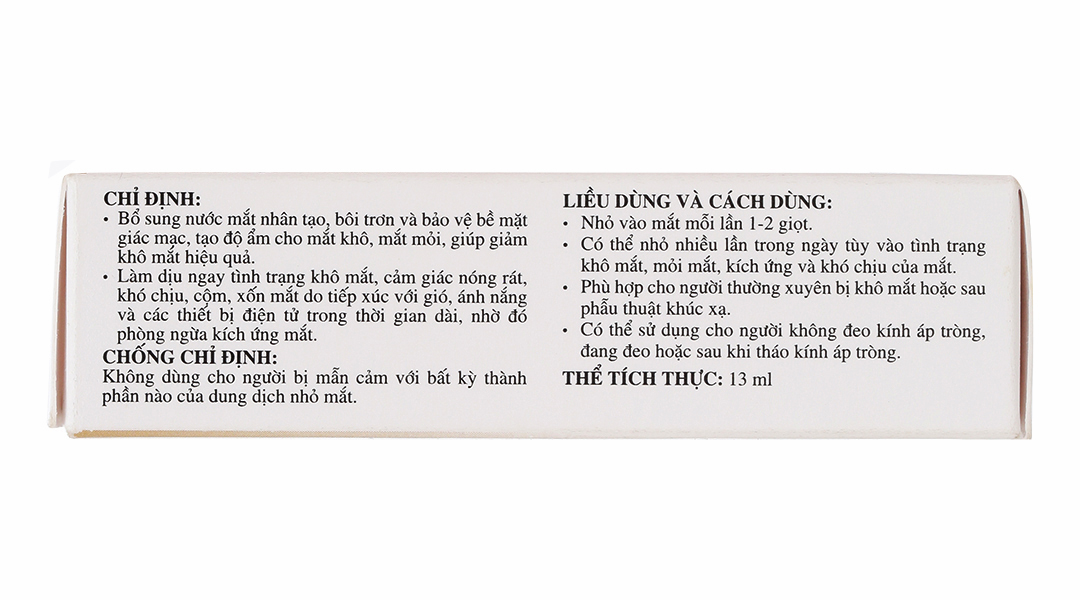 CHỈ ĐỊNH:
• Bổ sung nước mắt nhân tạo, bôi trơn và bảo vệ bề mặt
giác mạc, tạo độ ẩm cho mắt khô, mắt mỏi, giúp giảm
khô mắt hiệu quả.
• Làm dịu ngay tình trạng khô mắt, cảm giác nóng rát,
khó chịu, cộm, xốn mắt do tiếp xúc với gió, ánh nắng
và các thiết bị điện tử trong thời gian dài, nhờ đó
phòng ngừa kích ứng mắt.
CHỐNG CHỈ ĐỊNH:
Không dùng cho người bị mẫn cảm với bất kỳ thành
phần nào của dung dịch nhỏ mắt.
LIỀU DÙNG VÀ CÁCH DÙNG:
• Nhỏ vào mắt mỗi lần 1-2 giọt.
• Có thể nhỏ nhiều lần trong ngày tùy vào tình trạng
khô mắt, mỏi mắt, kích ứng và khó chịu của mắt.
• Phù hợp cho người thường xuyên bị khô mắt hoặc sau
phẫu thuật khúc xạ.
• Có thể sử dụng cho người không đeo kính áp tròng,
đang đeo hoặc sau khi tháo kính áp tròng.
THỂ TÍCH THỰC: 13 ml